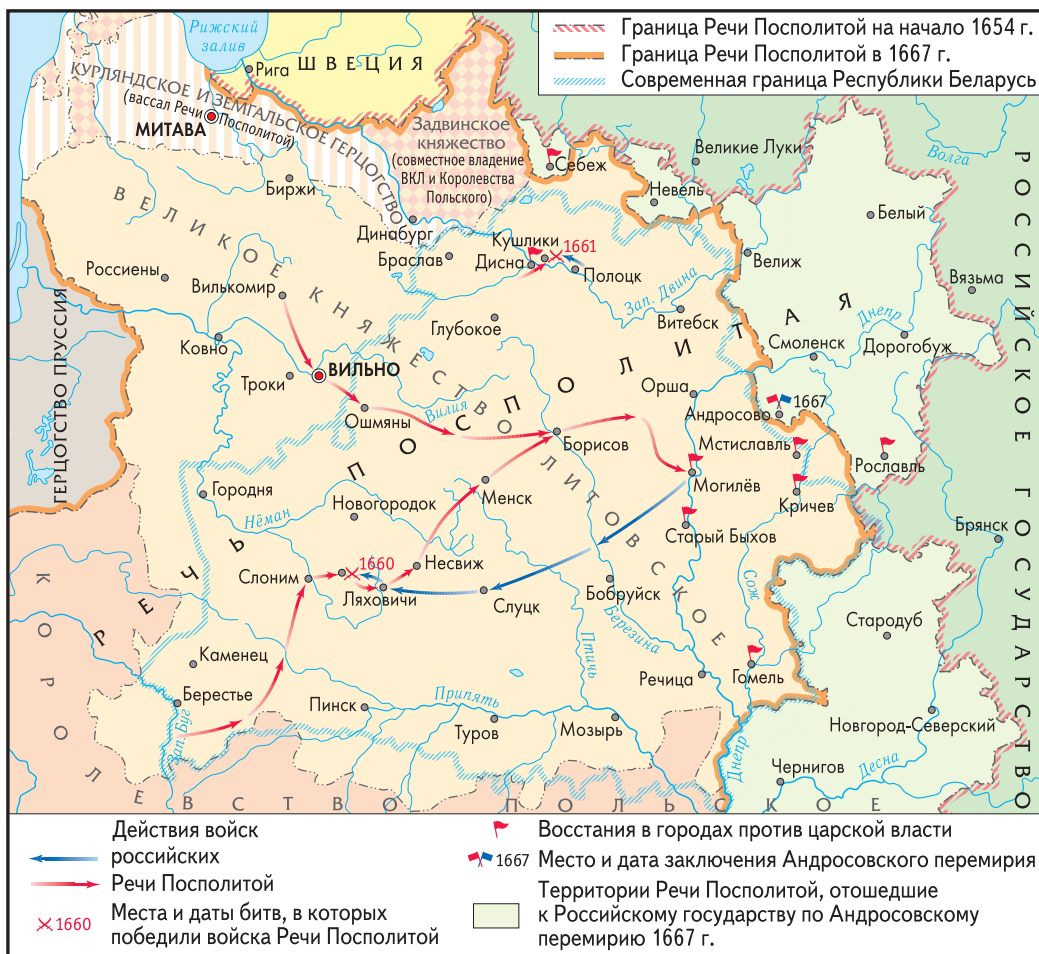 Граница Речи Посполитой на начало 1654 г.
Граница Речи Посполитой в 1667 г.
Современная граница Республики Беларусь
Рижский
залив
Рига
ШВЕЦИЯ
КУРЛЯНДСКОЕ И ЗЕМГАЛЬСКОЕ ГЕРЦОГСТВО
(вассал Речи Посполитой)
МИТАВА
Задвинское
княжество
(совместное владение
ВКЛ и Королевства
Польского)
Себеж
Великие Луки
Волга
Невель
Белый
Биржи
Динабург
Браслав
Кушлики
1661
Дисна
Полоцк
Велиж
Вязьма
Россиены
Вилькомир
Зап. Двина
Витебск
Глубокое
Днепр
Смоленск
Дорогобуж
Ковно
Троки
ВИЛЬНО
Орша
Андросово
1667
Ошмяны
Вилия
Борисов
Мстиславль
Рославль
Могилёв
Кричев
Городня
Новогородок
Менск
Нёман
Старый Быхов
Брянск
1660
Несвиж
Слоним
Ляховичи
Слуцк
Бобруйск
Сож
Березина
Птичь
Стародуб
Каменец
Гомель
Речица
Берестье
Пинск
Припять
Туров
Мозырь
Новгород-Северский
Зап. Буг
Днепр
Чернигов
Десна
ГЕРЦОГСТВО ПРУССИЯ
ВЕЛИКОЕ КНЯЖЕСТВО ЛИТОВСКОЕ
РЕЧЬ ПОСПОЛИТАЯ
КОРОЛЕВСТВО ПОЛЬСКОЕ
РОССИЙСКОЕ ГОСУДАРСТВО
Действия войск
российских
Речи Посполитой
1660
Места и даты битв, в которых
победили войска Речи Посполитой
Восстания в городах против царской власти
1667
Место и дата заключения Андросовского перемирия
Территории Речи Посполитой, отошедшие
к Российскому государству по Андросовскому
перемирию 1667 г.